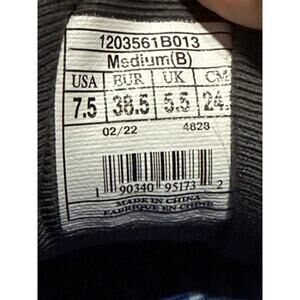 1203561B013
Medium(B)
USA EUR UK CM
7.5 38.5 5.5 24.
02/22 4823
1 90340 95173 2
MADE IN CHINA
FABRIQUE EN CHINE